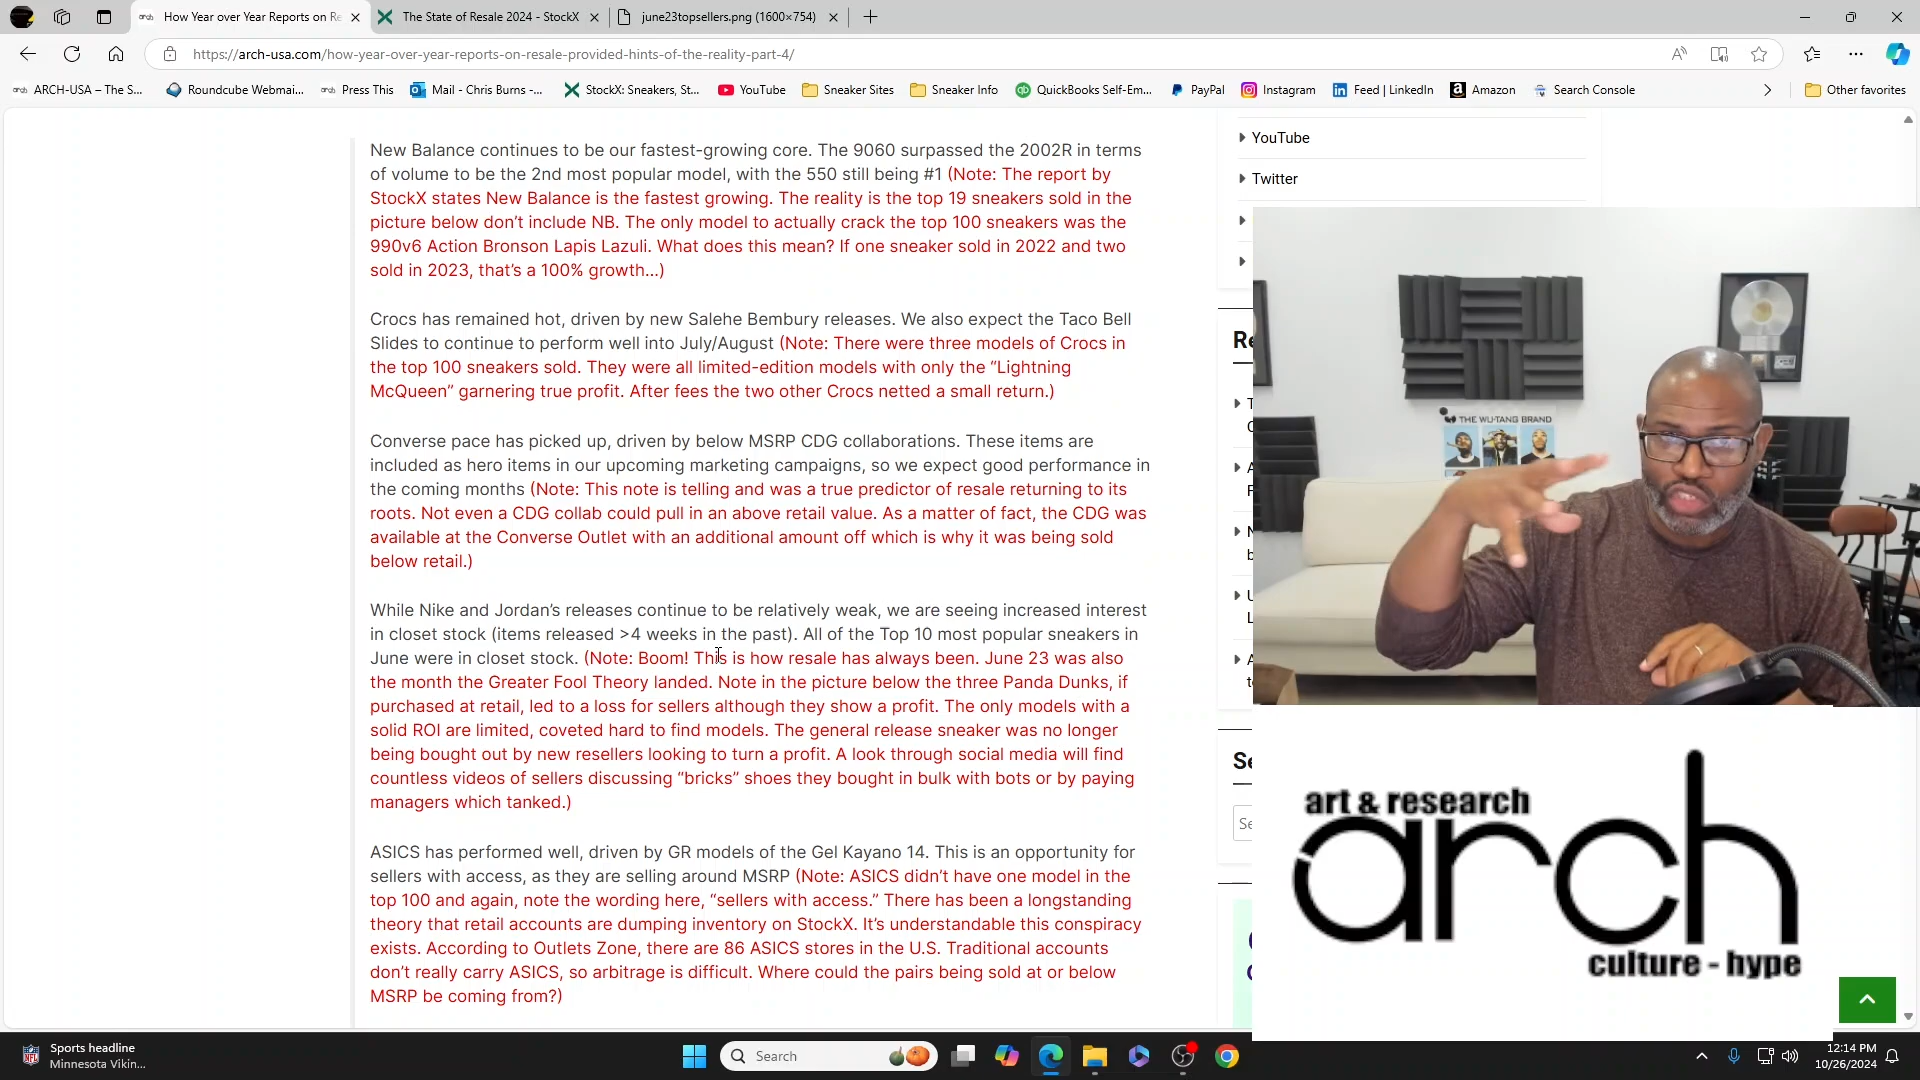 How Year over Year Reports on Re
The State of Resale 2024 - StockX
june23topsellers.png (1600×754)
https://arch-usa.com/how-year-over-year-reports-on-resale-provided-hints-of-the-reality-part-4/
ARCH-USA – The S...
Roundcube Webmai...
Press This
Mail - Chris Burns -...
StockX: Sneakers, St...
YouTube
Sneaker Sites
Sneaker Info
QuickBooks Self-Em...
PayPal
Instagram
Feed | LinkedIn
Amazon
Search Console
Other favorites
New Balance continues to be our fastest-growing core. The 9060 surpassed the 2002R in terms
of volume to be the 2nd most popular model, with the 550 still being #1 (Note: The report by
StockX states New Balance is the fastest growing. The reality is the top 19 sneakers sold in the
picture below don't include NB. The only model to actually crack the top 100 sneakers was the
990v6 Action Bronson Lapis Lazuli. What does this mean? If one sneaker sold in 2022 and two
sold in 2023, that's a 100% growth...)
Crocs has remained hot, driven by new Salehe Bembury releases. We also expect the Taco Bell
Slides to continue to perform well into July/August (Note: There were three models of Crocs in
the top 100 sneakers sold. They were all limited-edition models with only the “Lightning
McQueen” garnering true profit. After fees the two other Crocs netted a small return.)
Converse pace has picked up, driven by below MSRP CDG collaborations. These items are
included as hero items in our upcoming marketing campaigns, so we expect good performance in
the coming months (Note: This note is telling and was a true predictor of resale returning to its
roots. Not even a CDG collab could pull in an above retail value. As a matter of fact, the CDG was
available at the Converse Outlet with an additional amount off which is why it was being sold
below retail.)
While Nike and Jordan's releases continue to be relatively weak, we are seeing increased interest
in closet stock (items released >4 weeks in the past). All of the Top 10 most popular sneakers in
June were in closet stock. (Note: Boom! This is how resale has always been. June 23 was also
the month the Greater Fool Theory landed. Note in the picture below the three Panda Dunks, if
purchased at retail, led to a loss for sellers although they show a profit. The only models with a
solid ROI are limited, coveted hard to find models. The general release sneaker was no longer
being bought out by new resellers looking to turn a profit. A look through social media will find
countless videos of sellers discussing “bricks” shoes they bought in bulk with bots or by paying
managers which tanked.)
ASICS has performed well, driven by GR models of the Gel Kayano 14. This is an opportunity for
sellers with access, as they are selling around MSRP (Note: ASICS didn't have one model in the
top 100 and again, note the wording here, “sellers with access.” There has been a longstanding
theory that retail accounts are dumping inventory on StockX. It's understandable this conspiracy
exists. According to Outlets Zone, there are 86 ASICS stores in the U.S. Traditional accounts
don't really carry ASICS, so arbitrage is difficult. Where could the pairs being sold at or below
MSRP be coming from?)
YouTube
Twitter
THE WU-TANG BRAND
art & research
arch
culture - hype
Sports headline
Minnesota Vikin...
Search
12:14 PM
10/26/2024